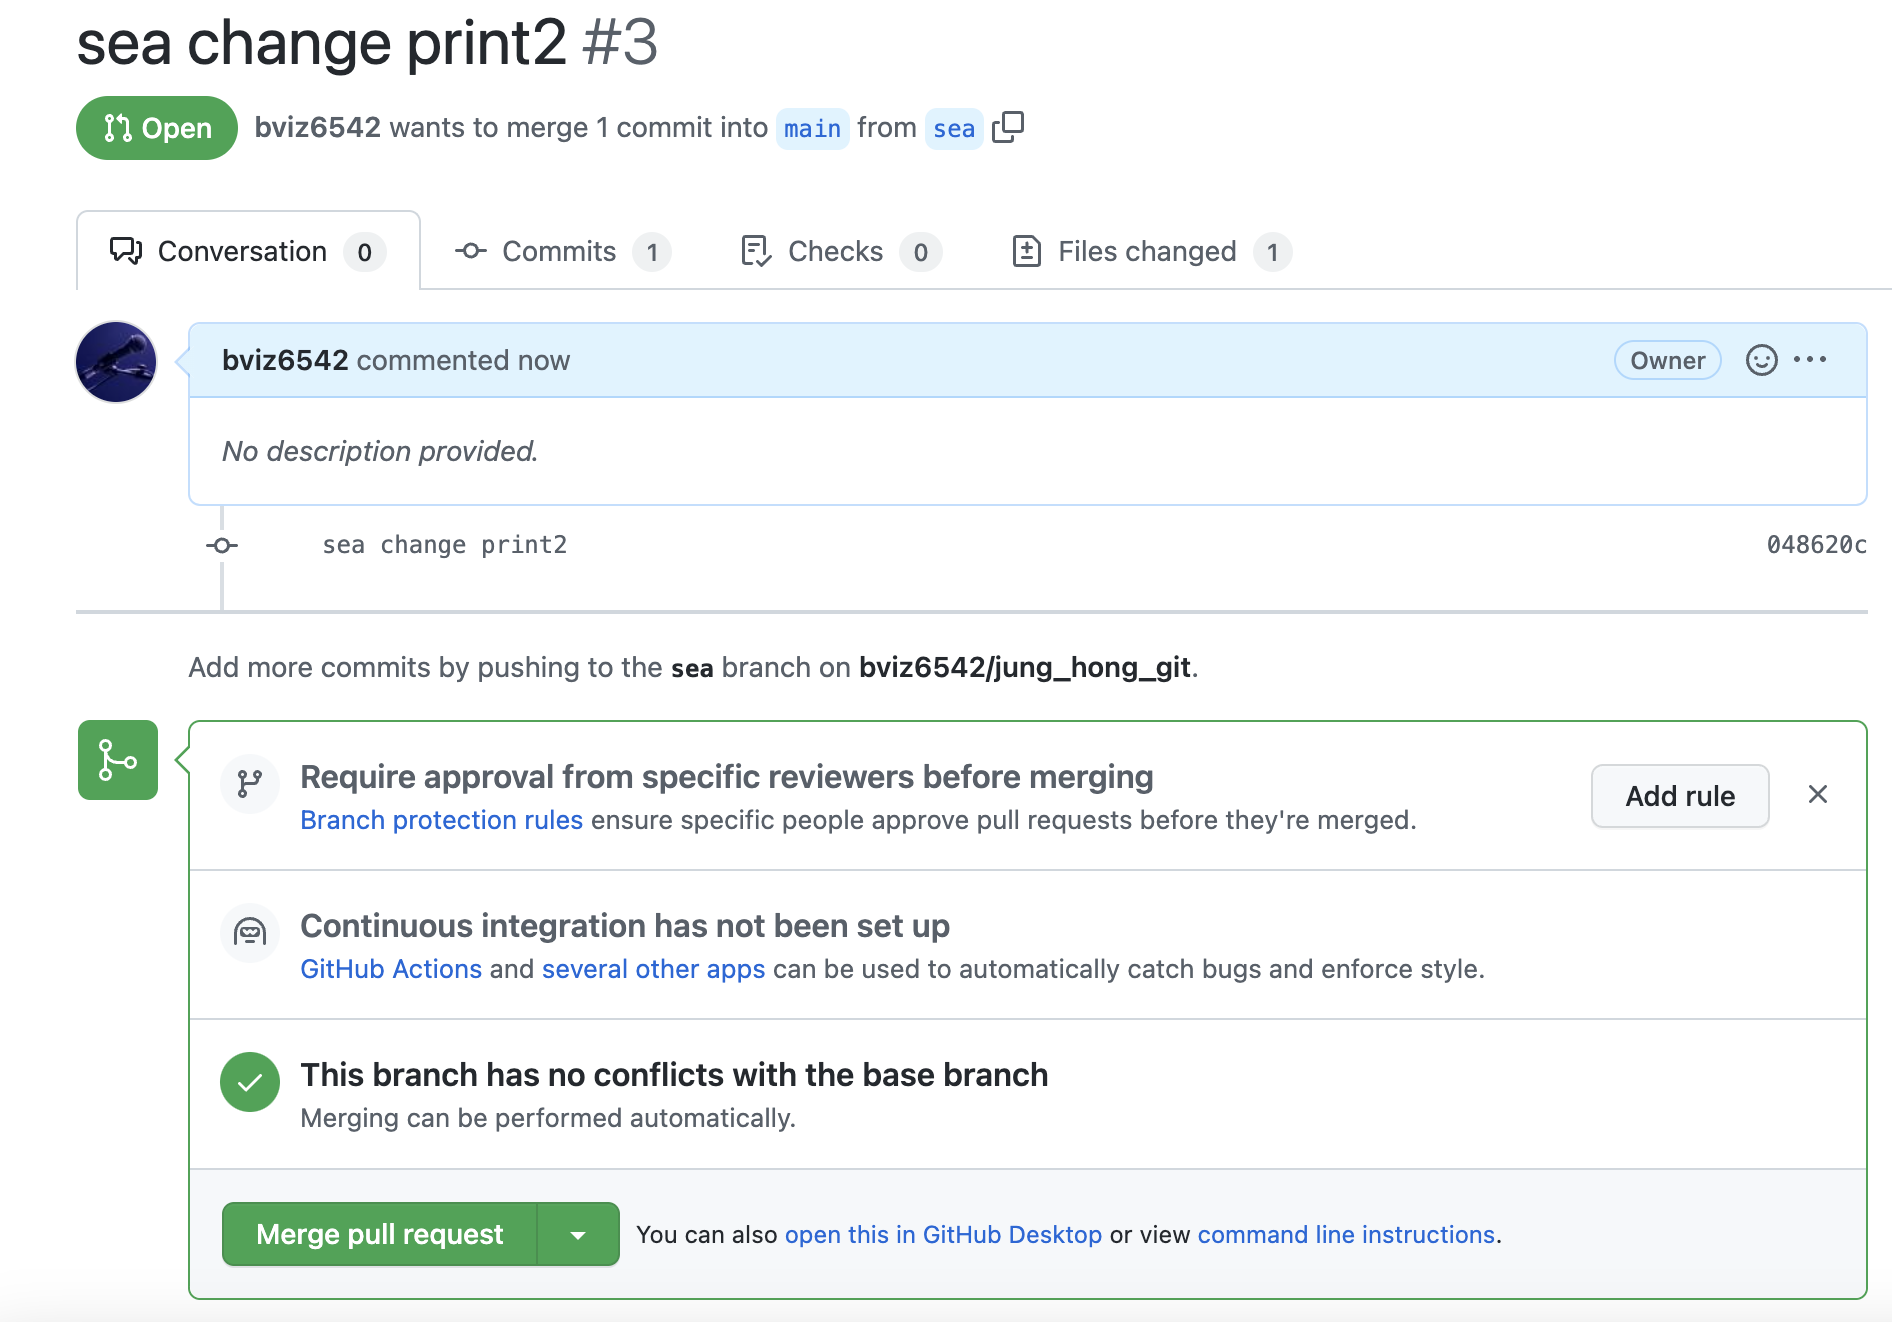 sea change print2 #3
Open bviz6542 wants to merge 1 commit into main from sea
Conversation 0 Commits 1 Checks 0 Files changed 1
bviz6542 commented now Owner
No description provided.
sea change print2 048620c
Add more commits by pushing to the sea branch on bviz6542/jung_hong_git.
Require approval from specific reviewers before merging
Branch protection rules ensure specific people approve pull requests before they're merged.
Add rule
Continuous integration has not been set up
GitHub Actions and several other apps can be used to automatically catch bugs and enforce style.
This branch has no conflicts with the base branch
Merging can be performed automatically.
Merge pull request You can also open this in GitHub Desktop or view command line instructions.